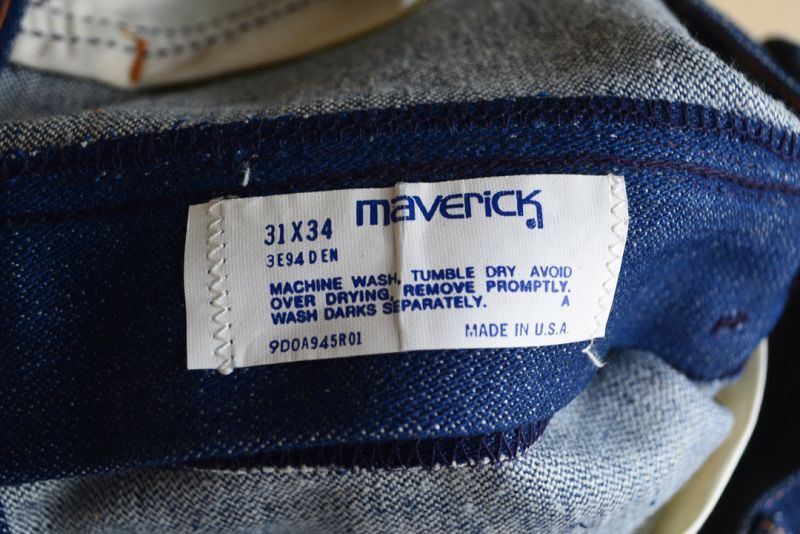 maverick
31X34
3E94DEN
MACHINE WASH, TUMBLE DRY AVOID
OVER DRYING, REMOVE PROMPTLY.
WASH DARKS SEPARATELY. A
9D0A945R01 MADE IN U.S.A.